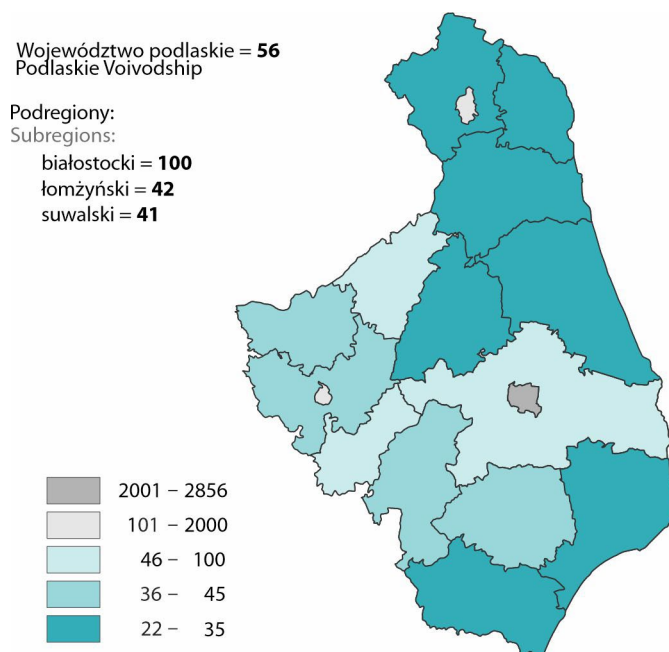 Województwo podlaskie = 56
Podlaskie Voivodship
Podregiony:
Subregions:
białostocki = 100
łomżyński = 42
suwalski = 41
2001 – 2856
101 – 2000
46 – 100
36 – 45
22 – 35